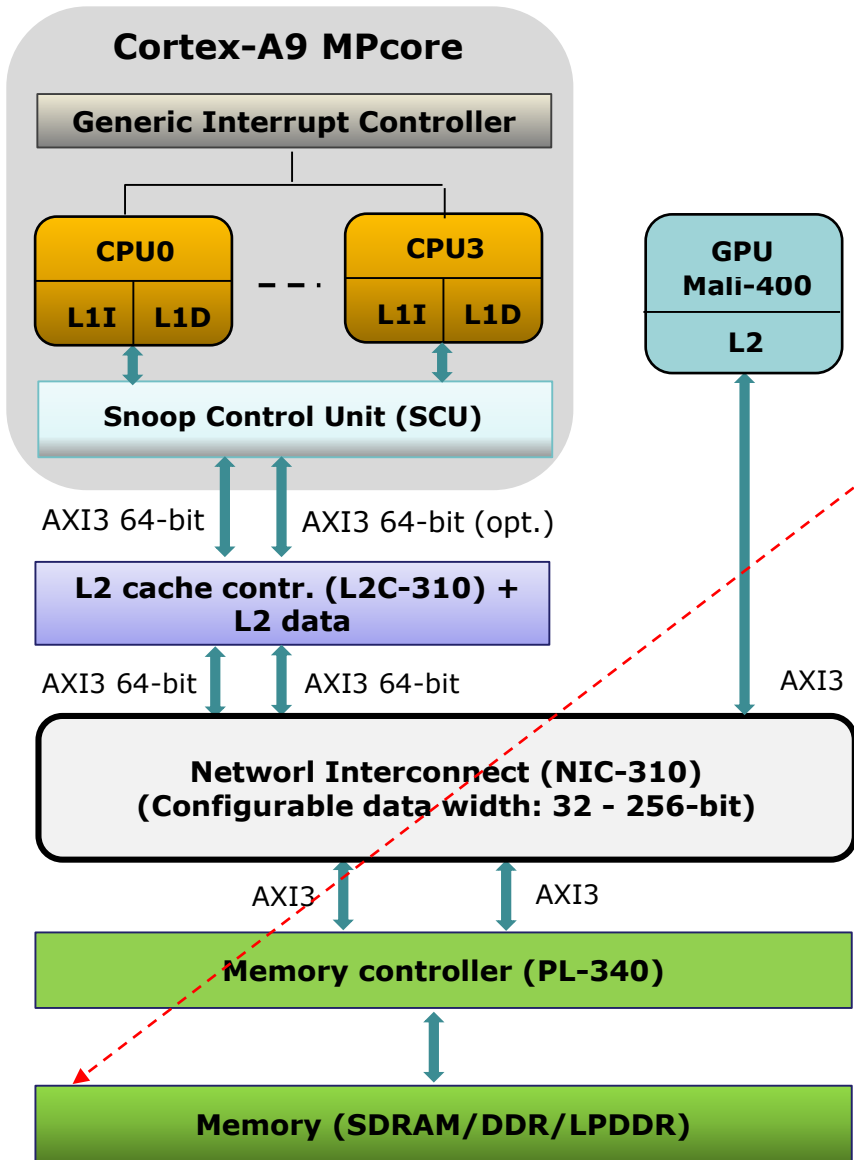 Cortex-A9 MPcore
Generic Interrupt Controller
CPU0
L1I
L1D
CPU3
L1I
L1D
GPU
Mali-400
L2
Snoop Control Unit (SCU)
AXI3 64-bit
AXI3 64-bit (opt.)
L2 cache contr. (L2C-310) +
L2 data
AXI3 64-bit
AXI3 64-bit
AXI3
Networl Interconnect (NIC-310)
(Configurable data width: 32 - 256-bit)
AXI3
AXI3
Memory controller (PL-340)
Memory (SDRAM/DDR/LPDDR)